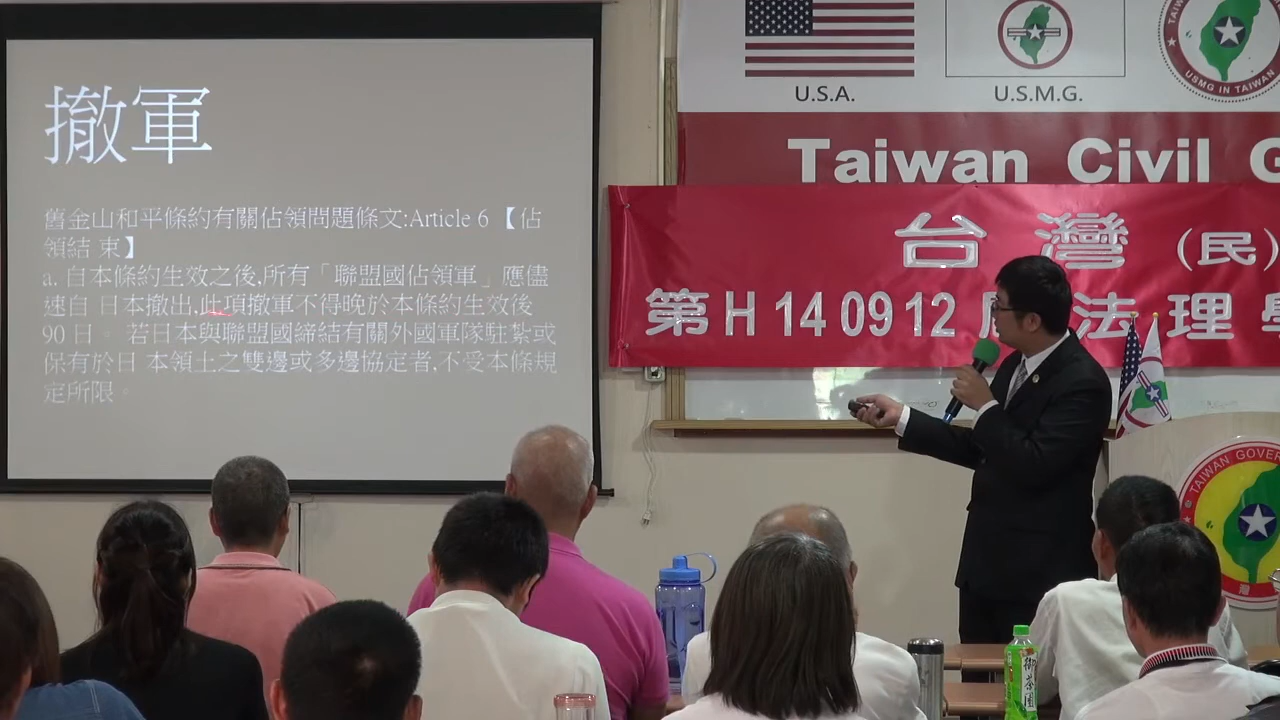 撤軍
舊金山和平條約有關佔領問題條文:Article 6 【佔
領結 束】
a. 自本條約生效之後,所有「聯盟國佔領軍」應儘
速自 日本撤出,此項撤軍不得晚於本條約生效後
90 日。 若日本與聯盟國締結有關外國軍隊駐紮或
保有於日 本領土之雙邊或多邊協定者,不受本條規
定所限。
U.S.A.
U.S.M.G.
USMG IN TAIWAN
Taiwan Civil G
台灣(民)
第H 14 09 12 法理學
TAIWAN GOVER
灣
御茶園